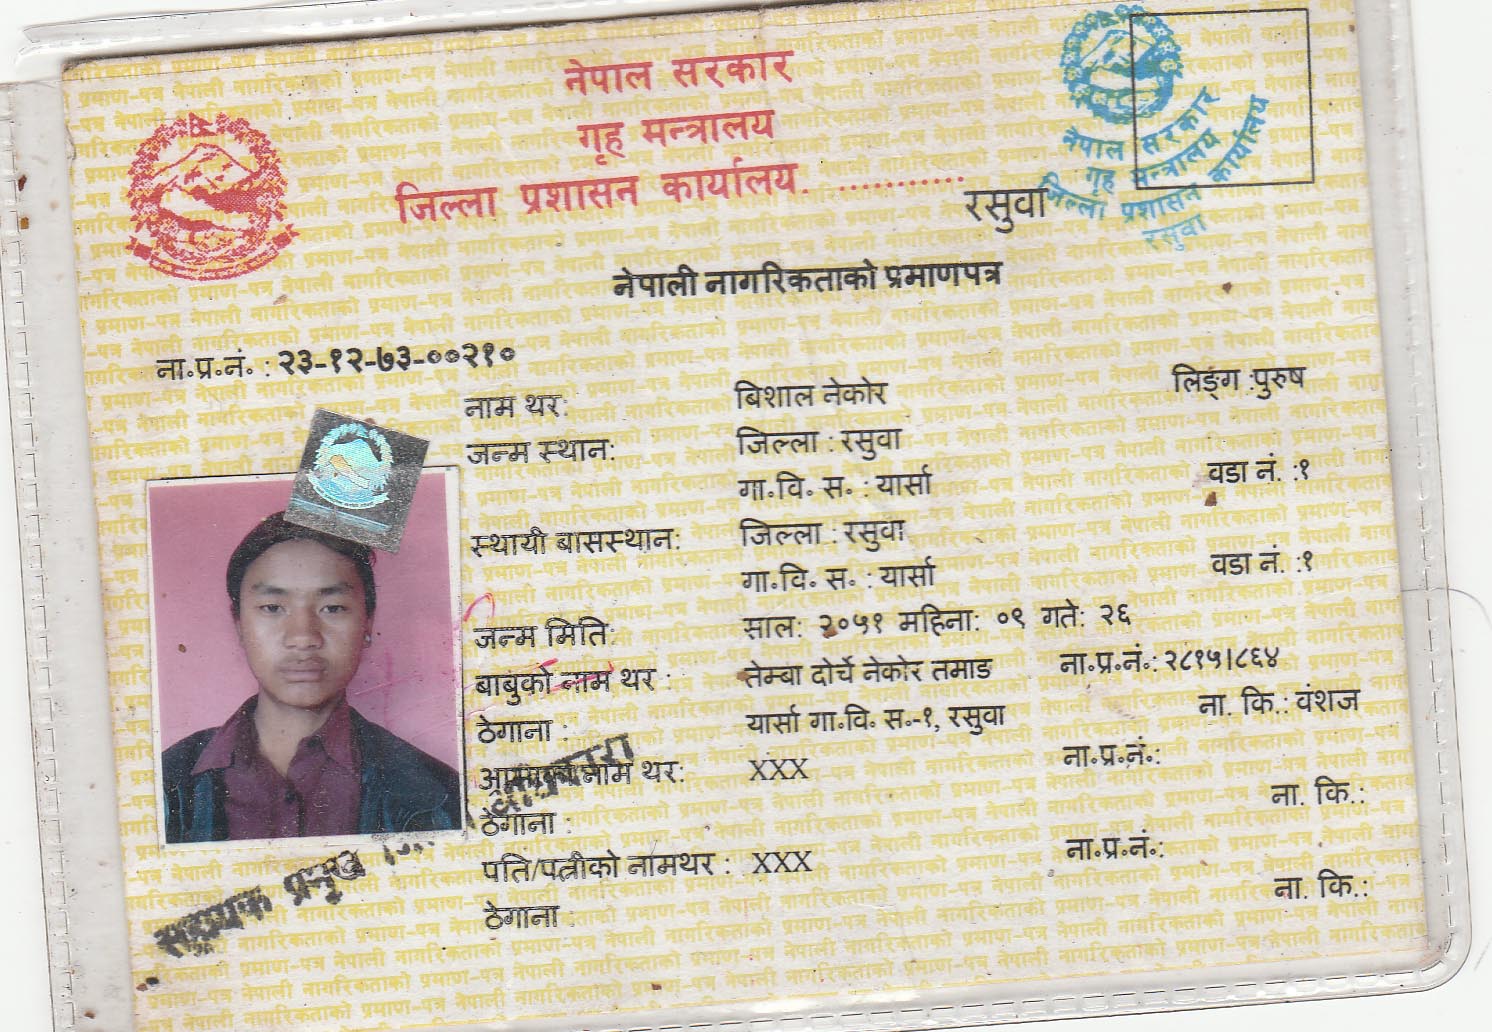 नेपाल सरकार
गृह मन्त्रालय
जिल्ला प्रशासन कार्यालय. ........... रसुवा
नेपाल सरकार
गृह मन्त्रालय
जिल्ला प्रशासन कार्यालय
रसुवा
नेपाली नागरिकताको प्रमाणपत्र
ना.प्र.नं. : २३-१२-७३-००२१०
नाम थर: बिशाल नेकोर लिङ्ग :पुरुष
जन्म स्थान: जिल्ला : रसुवा
गा.वि. स. : यार्सा वडा नं. :१
स्थायी बासस्थान: जिल्ला : रसुवा
गा.वि. स. : यार्सा वडा नं. :१
जन्म मिति: साल: २०५१ महिना: ०९ गते: २६
बाबुको नाम थर : तेम्बा दोर्चे नेकोर तमाङ ना.प्र.नं.: २८१५।८६४
ठेगाना : यार्सा गा.वि. स.-१, रसुवा ना. कि.: वंशज
आमाको नाम थर: XXX ना.प्र.नं.:
ठेगाना : ना. कि.:
पति/पत्नीको नामथर : XXX ना.प्र.नं.:
ठेगाना : ना. कि.:
सहायक प्रमुख